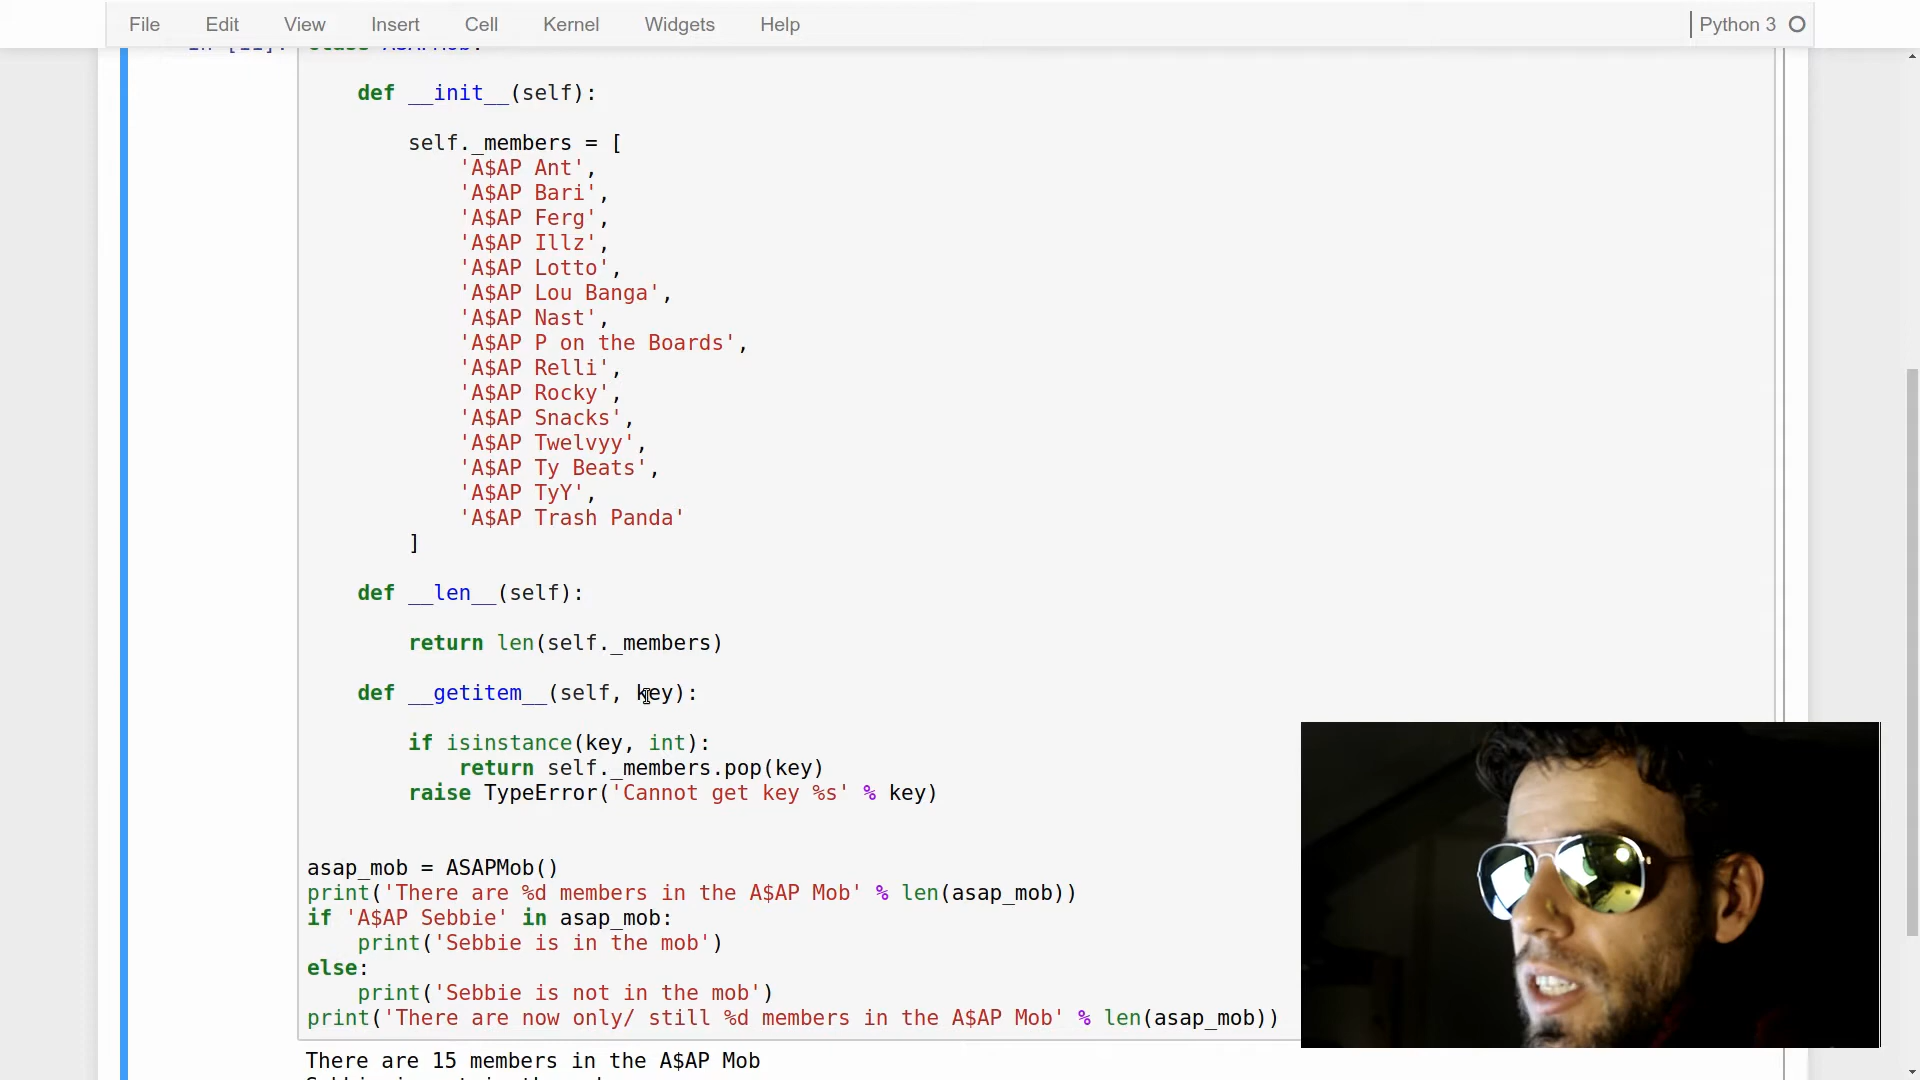 File Edit View Insert Cell Kernel Widgets Help Python 3
def __init__(self):
self._members = [
'A$AP Ant',
'A$AP Bari',
'A$AP Ferg',
'A$AP Illz',
'A$AP Lotto',
'A$AP Lou Banga',
'A$AP Nast',
'A$AP P on the Boards',
'A$AP Relli',
'A$AP Rocky',
'A$AP Snacks',
'A$AP Twelvyy',
'A$AP Ty Beats',
'A$AP TyY',
'A$AP Trash Panda'
]
def __len__(self):
return len(self._members)
def __getitem__(self, key):
if isinstance(key, int):
return self._members.pop(key)
raise TypeError('Cannot get key %s' % key)
asap_mob = ASAPMob()
print('There are %d members in the A$AP Mob' % len(asap_mob))
if 'A$AP Sebbie' in asap_mob:
print('Sebbie is in the mob')
else:
print('Sebbie is not in the mob')
print('There are now only/ still %d members in the A$AP Mob' % len(asap_mob))
There are 15 members in the A$AP Mob